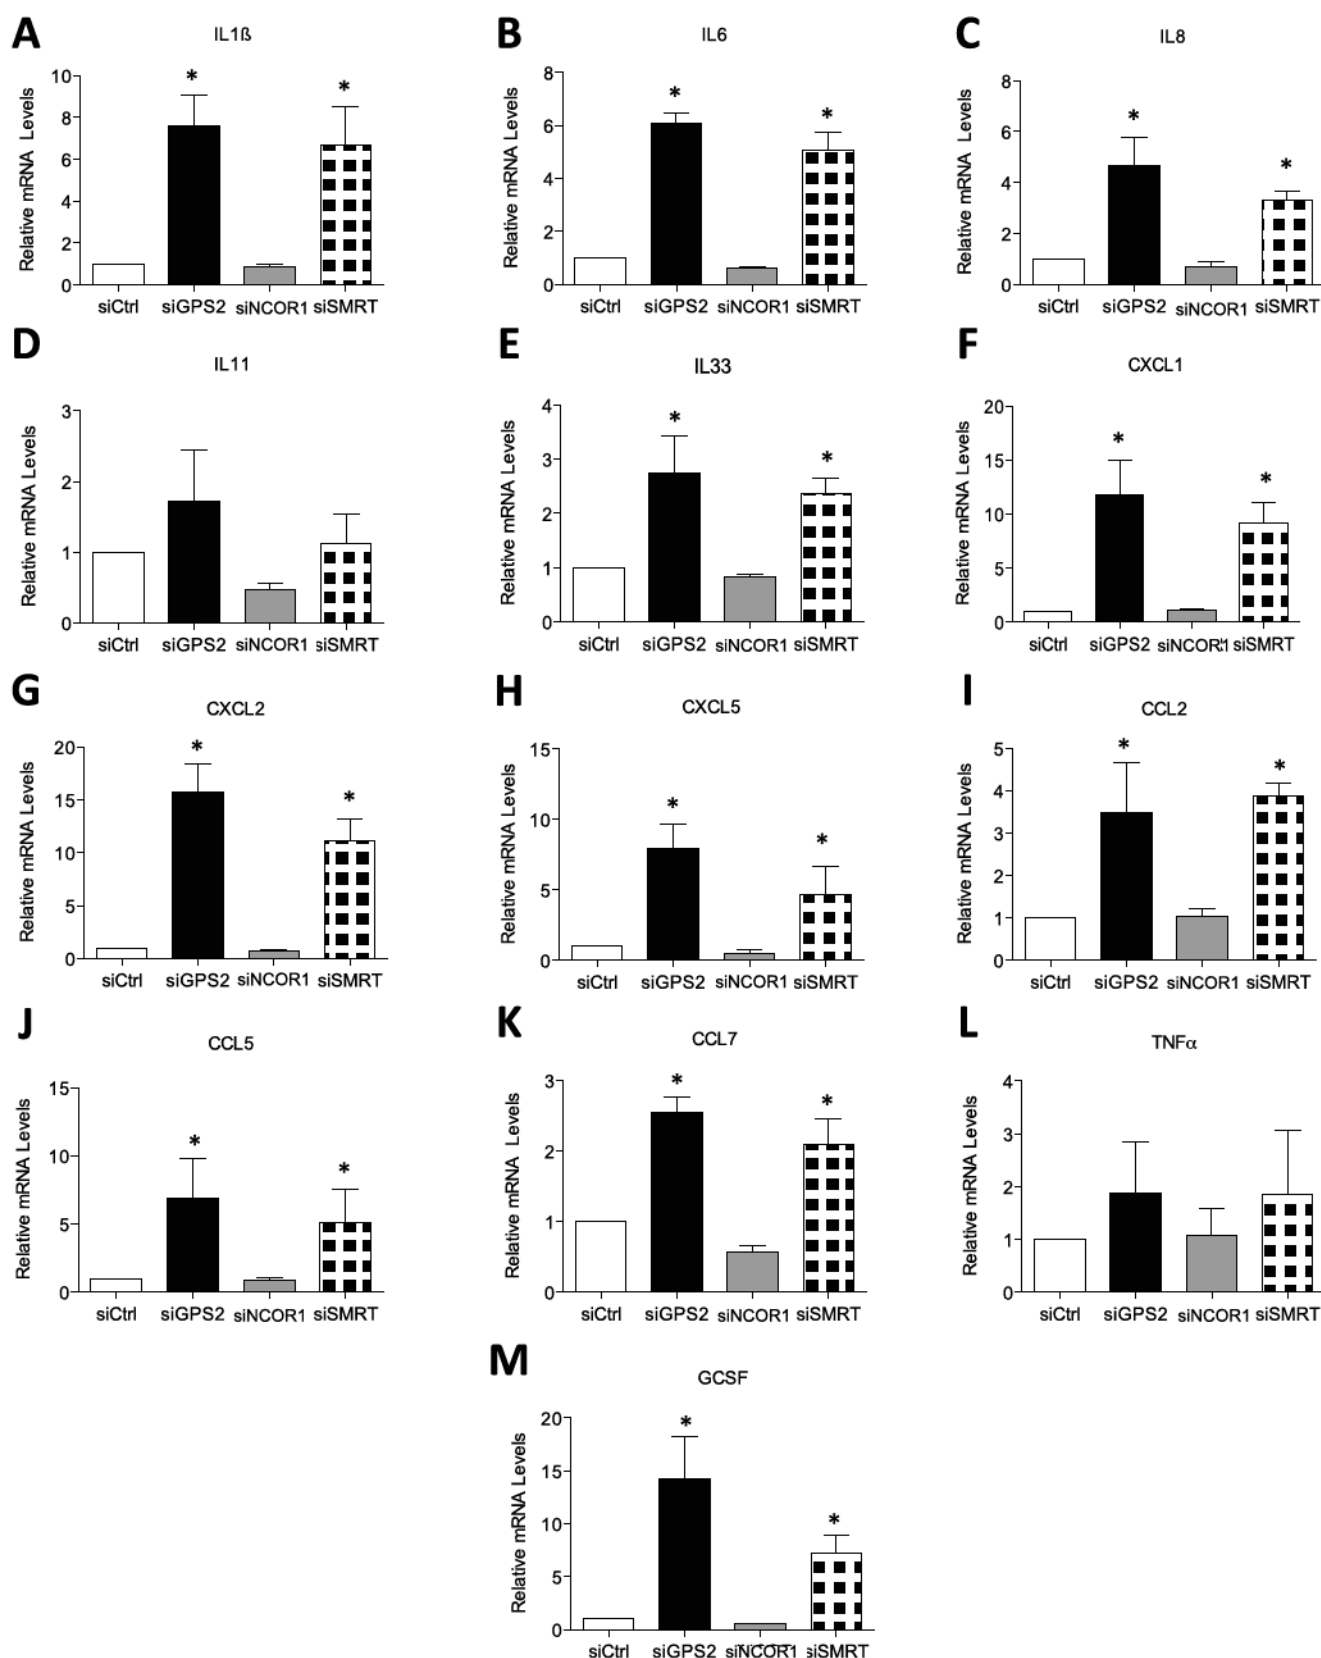 A
IL1ß
Relative mRNA Levels
10
8
6
4
2
0
*
*
siCtrl siGPS2 siNCOR1 siSMRT
B
IL6
Relative mRNA Levels
8
6
4
2
0
*
*
siCtrl siGPS2 siNCOR1 siSMRT
C
IL8
Relative mRNA Levels
8
6
4
2
0
*
*
siCtrl siGPS2 siNCOR1 siSMRT
D
IL11
Relative mRNA Levels
3
2
1
0
siCtrl siGPS2 siNCOR1 siSMRT
E
IL33
Relative mRNA Levels
4
3
2
1
0
*
*
siCtrl siGPS2 siNCOR1 siSMRT
F
CXCL1
Relative mRNA Levels
20
15
10
5
0
*
*
siCtrl siGPS2 siNCOR1 siSMRT
G
CXCL2
Relative mRNA Levels
20
15
10
5
0
*
*
siCtrl siGPS2 siNCOR1 siSMRT
H
CXCL5
Relative mRNA Levels
15
10
5
0
*
*
siCtrl siGPS2 siNCOR1 siSMRT
I
CCL2
Relative mRNA Levels
5
4
3
2
1
0
*
*
siCtrl siGPS2 siNCOR1 siSMRT
J
CCL5
Relative mRNA Levels
15
10
5
0
*
*
siCtrl siGPS2 siNCOR1 siSMRT
K
CCL7
Relative mRNA Levels
3
2
1
0
*
*
siCtrl siGPS2 siNCOR1 siSMRT
L
TNFα
Relative mRNA Levels
4
3
2
1
0
siCtrl siGPS2 siNCOR1 siSMRT
M
GCSF
Relative mRNA Levels
20
15
10
5
0
*
*
siCtrl siGPS2 siNCOR1 siSMRT